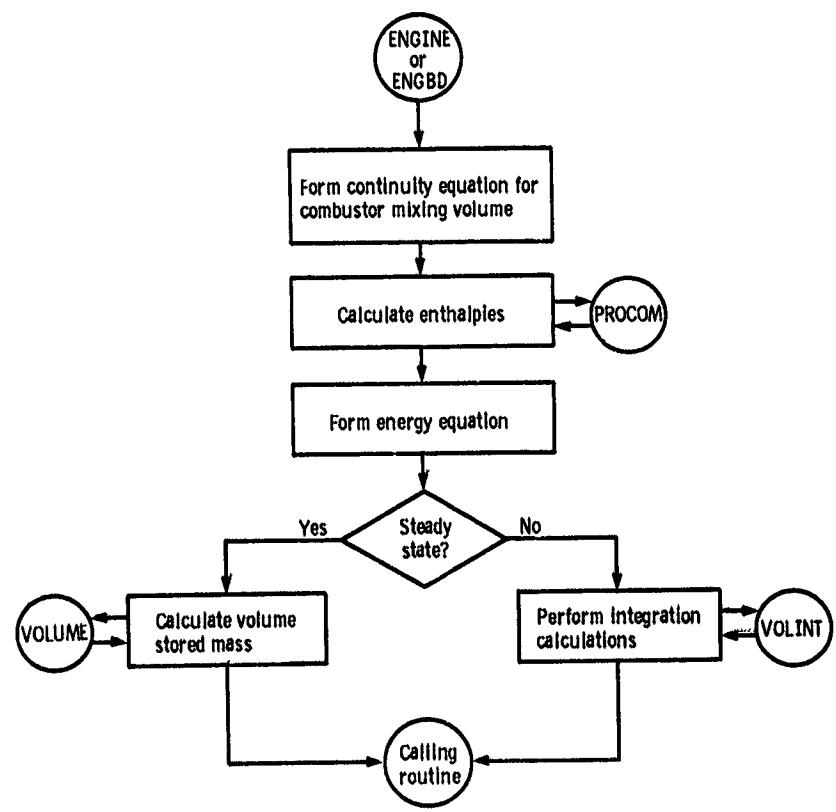 ENGINE
or
ENGBD
Form continuity equation for
combustor mixing volume
Calculate enthalpies
PROCOM
Form energy equation
Yes
Steady
state?
No
VOLUME
Calculate volume
stored mass
Perform integration
calculations
VOLINT
Calling
routine